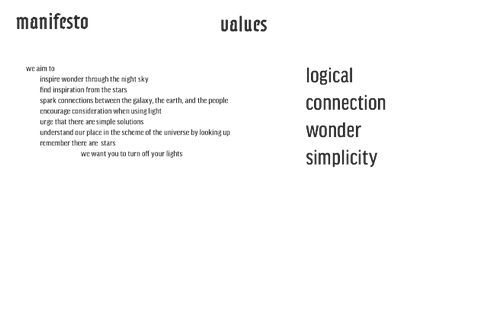 manifesto
values
we aim to
inspire wonder through the night sky
find inspiration from the stars
spark connections between the galaxy, the earth, and the people
encourage consideration when using light
urge that there are simple solutions
understand our place in the scheme of the universe by looking up
remember there are stars
we want you to turn off your lights
logical
connection
wonder
simplicity